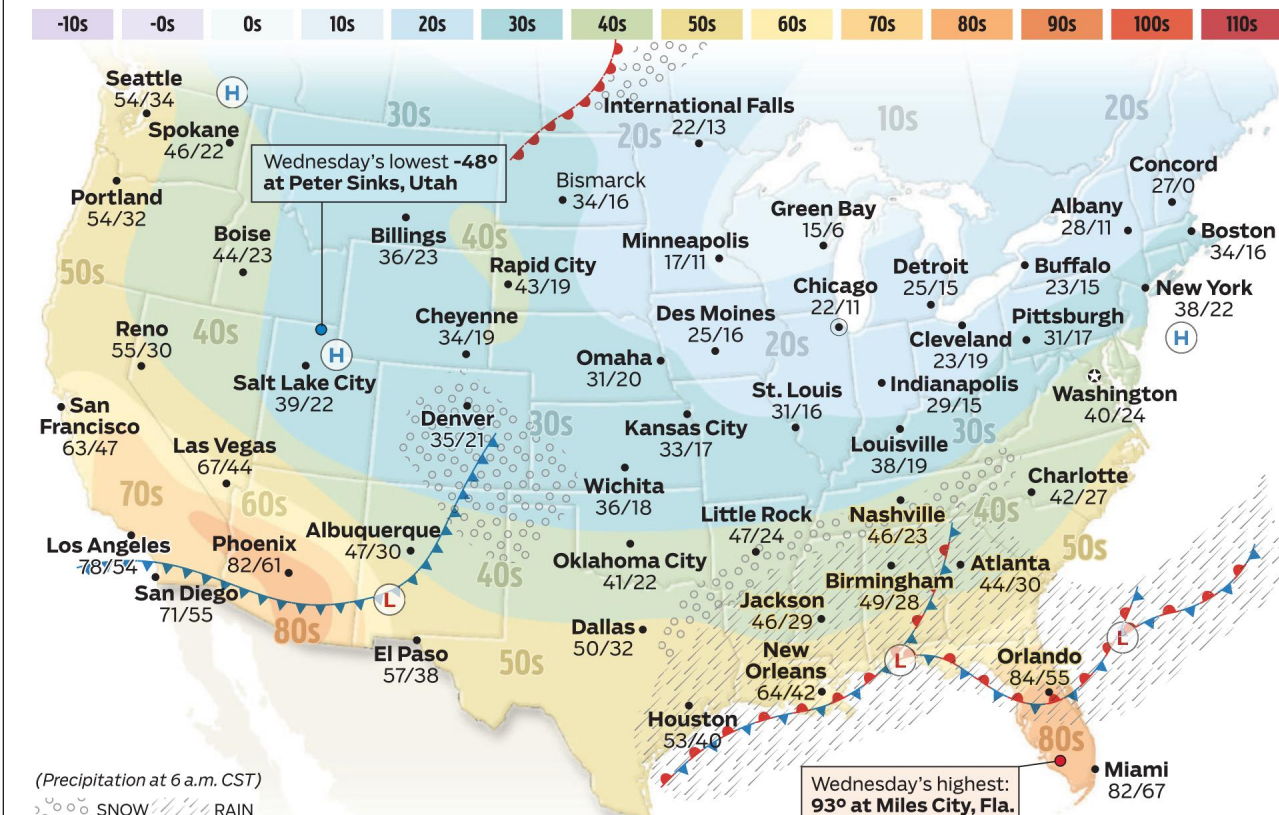 -10s -0s 0s 10s 20s 30s 40s 50s 60s 70s 80s 90s 100s 110s
Seattle
54/34
H
Spokane
46/22
30s
International Falls
22/13
20s
10s
20s
Wednesday's lowest -48°
at Peter Sinks, Utah
Portland
54/32
Bismarck
34/16
Concord
27/0
Boise
44/23
Billings
36/23
40s
Green Bay
15/6
Albany
28/11
Boston
34/16
Minneapolis
17/11
50s
Rapid City
43/19
Chicago
22/11
Detroit
25/15
Buffalo
23/15
New York
38/22
Reno
55/30
40s
Cheyenne
34/19
Des Moines
25/16
20s
Cleveland
23/19
Pittsburgh
31/17
H
H
Salt Lake City
39/22
Omaha
31/20
St. Louis
31/16
Indianapolis
29/15
Washington
40/24
San
Francisco
63/47
Denver
35/21
30s
Kansas City
33/17
Louisville
38/19
30s
Las Vegas
67/44
70s
60s
Wichita
36/18
Charlotte
42/27
Little Rock
47/24
Nashville
46/23
40s
Los Angeles
78/54
Phoenix
82/61
Albuquerque
47/30
40s
Oklahoma City
41/22
Birmingham
49/28
Atlanta
44/30
50s
San Diego
71/55
L
80s
Jackson
46/29
Dallas
50/32
El Paso
57/38
50s
New
Orleans
64/42
L
Orlando
84/55
L
Houston
53/40
80s
Miami
82/67
Wednesday's highest:
93° at Miles City, Fla.
(Precipitation at 6 a.m. CST)
SNOW RAIN